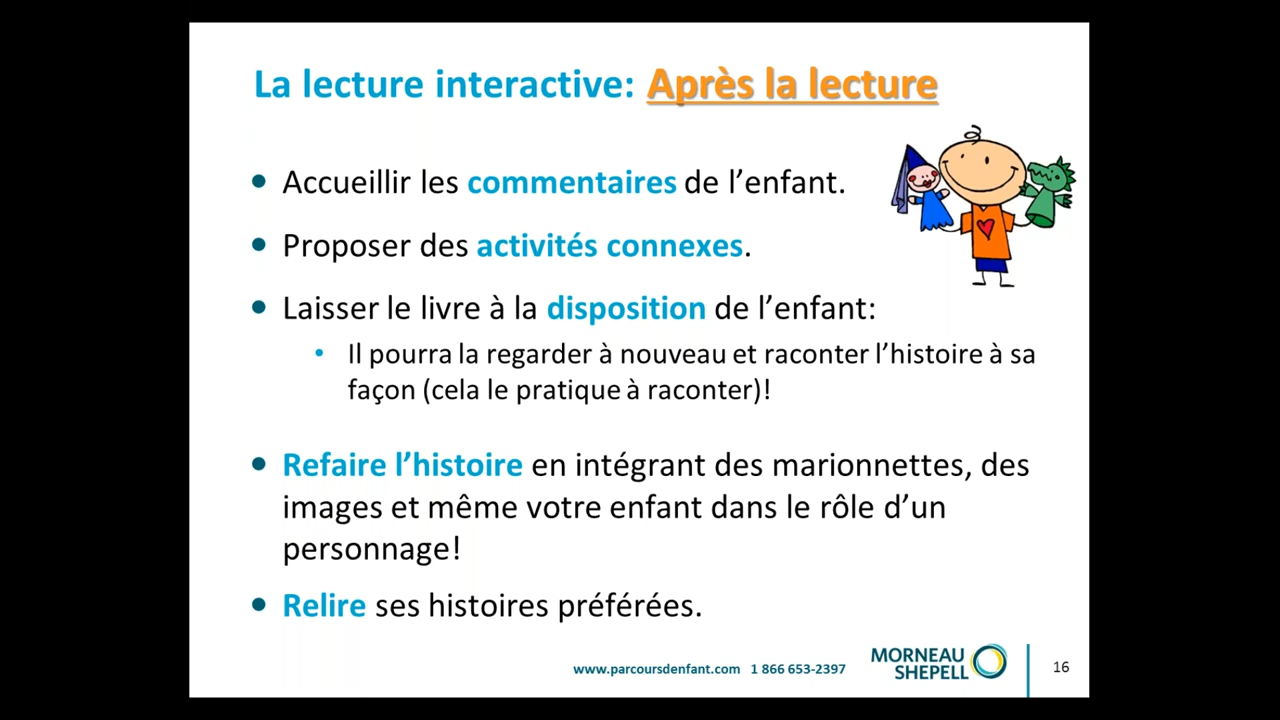 La lecture interactive: Après la lecture
• Accueillir les commentaires de l’enfant.
• Proposer des activités connexes.
• Laisser le livre à la disposition de l’enfant:
• Il pourra la regarder à nouveau et raconter l’histoire à sa
façon (cela le pratique à raconter)!
• Refaire l’histoire en intégrant des marionnettes, des
images et même votre enfant dans le rôle d’un
personnage!
• Relire ses histoires préférées.
www.parcoursdenfant.com 1 866 653-2397
MORNEAU
SHEPELL
16